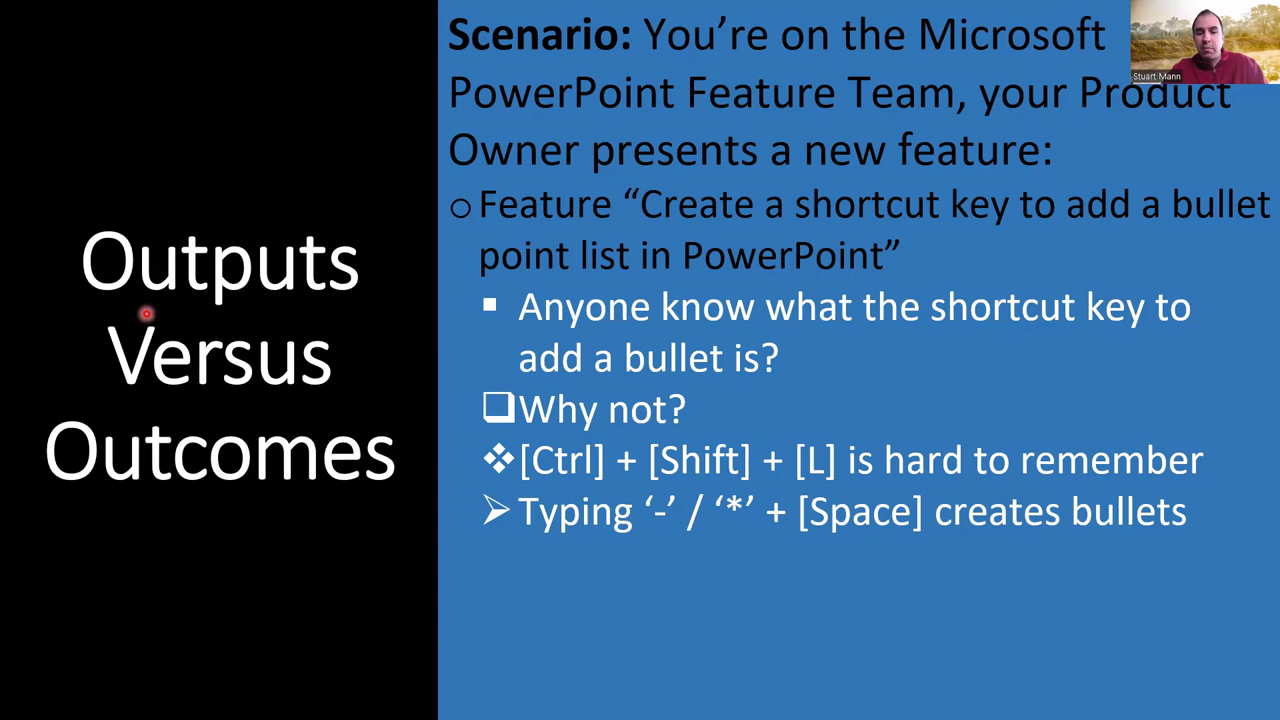 Outputs
Versus
Outcomes
Scenario: You’re on the Microsoft
PowerPoint Feature Team, your Product
Owner presents a new feature:
Feature “Create a shortcut key to add a bullet
point list in PowerPoint”
Anyone know what the shortcut key to
add a bullet is?
Why not?
[Ctrl] + [Shift] + [L] is hard to remember
Typing ‘-’ / ‘*’ + [Space] creates bullets
Stuart Mann